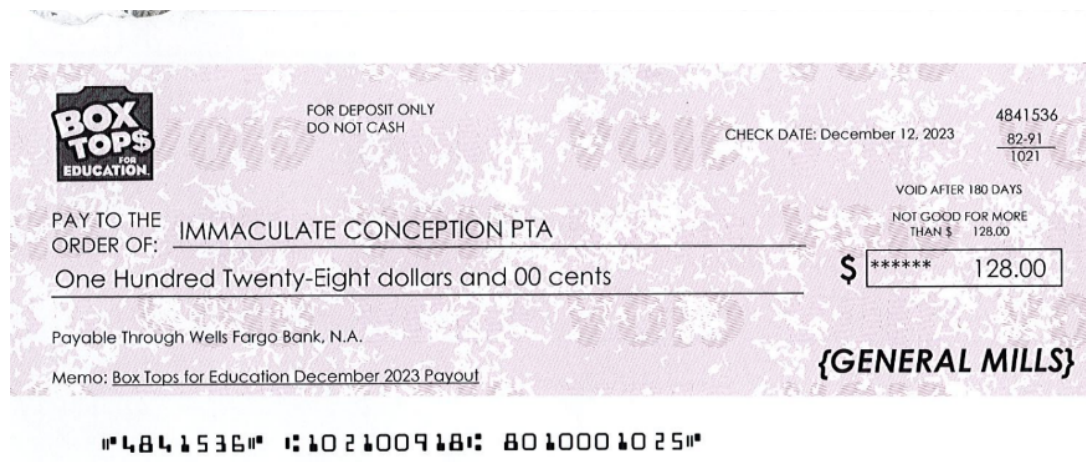 BOX
TOP$
FOR
EDUCATION.
FOR DEPOSIT ONLY
DO NOT CASH
CHECK DATE: December 12, 2023
4841536
82-91
1021
VOID AFTER 180 DAYS
NOT GOOD FOR MORE
THAN $ 128.00
PAY TO THE
ORDER OF: IMMACULATE CONCEPTION PTA
$ ****** 128.00
One Hundred Twenty-Eight dollars and 00 cents
Payable Through Wells Fargo Bank, N.A.
Memo: Box Tops for Education December 2023 Payout
{GENERAL MILLS}
VOID
VOID
⑈4841536⑈ ⑆102100918⑆ 8010001025⑈